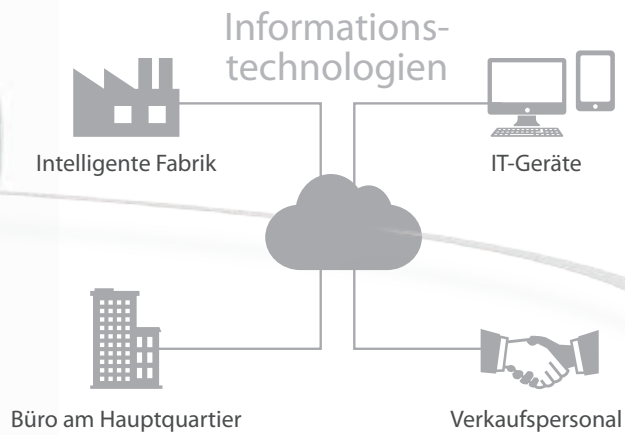 Informations-
technologien
Intelligente Fabrik
IT-Geräte
Büro am Hauptquartier
Verkaufspersonal